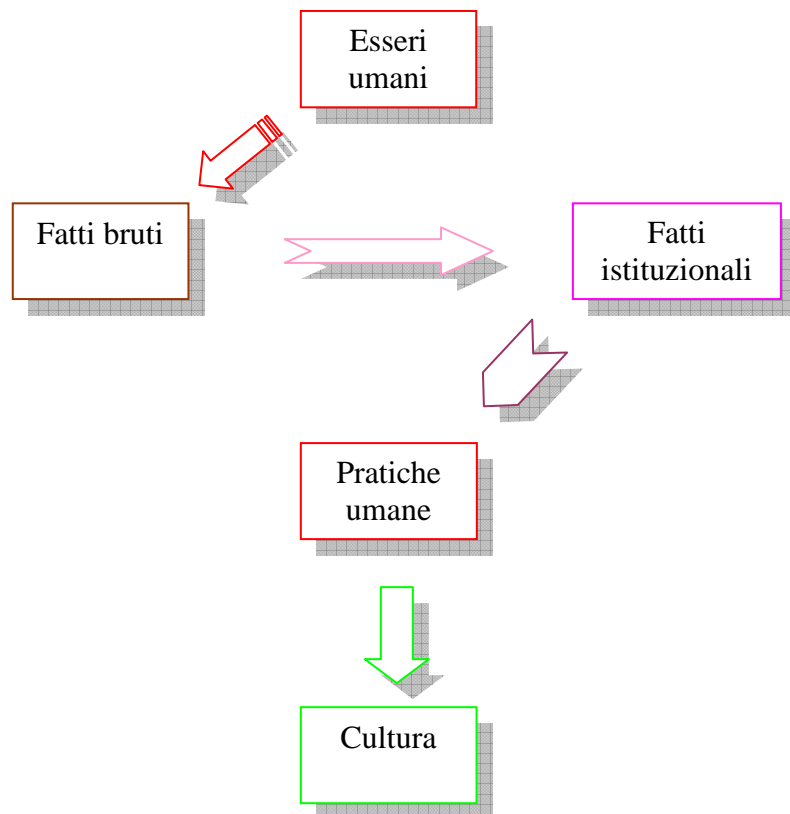 Esseri
umani
Fatti bruti
Fatti
istituzionali
Pratiche
umane
Cultura